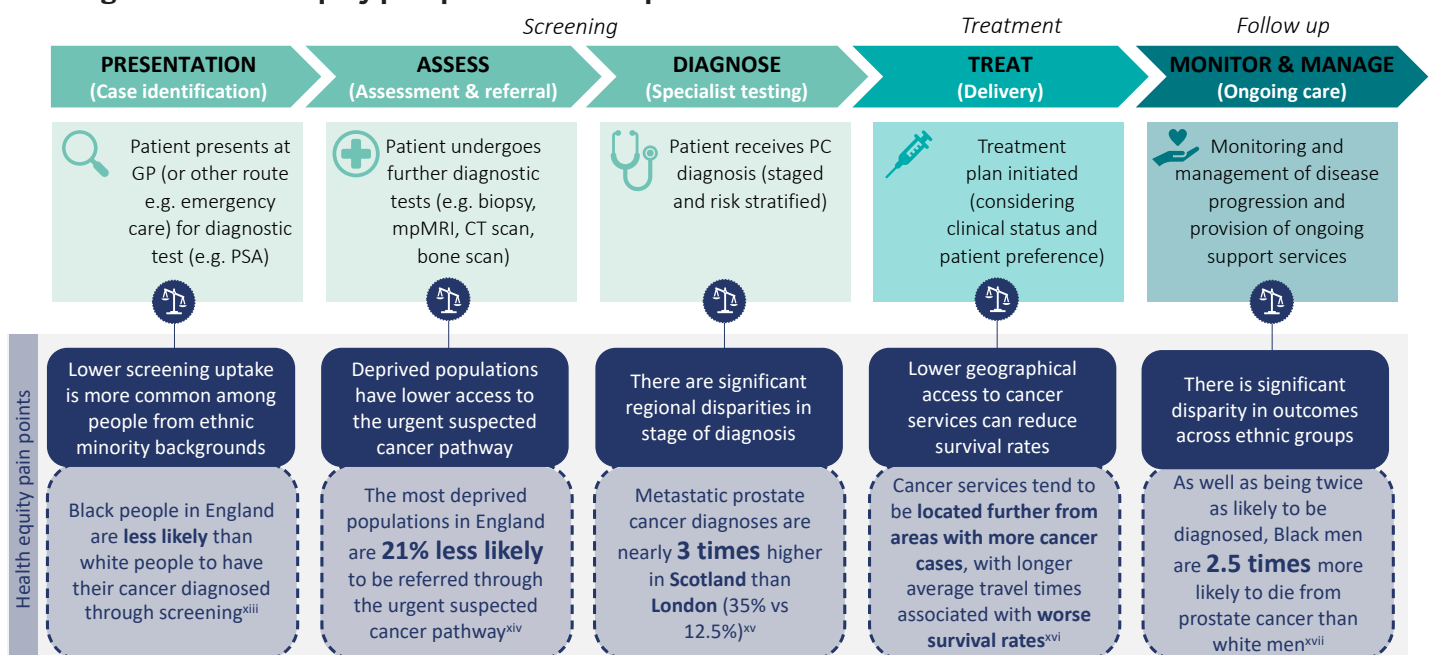 Screening
Treatment
Follow up
PRESENTATION
(Case identification)
ASSESS
(Assessment & referral)
DIAGNOSE
(Specialist testing)
TREAT
(Delivery)
MONITOR & MANAGE
(Ongoing care)
Patient presents at
GP (or other route
e.g. emergency
care) for diagnostic
test (e.g. PSA)
Patient undergoes
further diagnostic
tests (e.g. biopsy,
mpMRI, CT scan,
bone scan)
Patient receives PC
diagnosis (staged
and risk stratified)
Treatment
plan initiated
(considering
clinical status and
patient preference)
Monitoring and
management of disease
progression and
provision of ongoing
support services
Health equity pain points
Lower screening uptake
is more common among
people from ethnic
minority backgrounds
Deprived populations
have lower access to
the urgent suspected
cancer pathway
There are significant
regional disparities in
stage of diagnosis
Lower geographical
access to cancer
services can reduce
survival rates
There is significant
disparity in outcomes
across ethnic groups
Black people in England
are less likely than
white people to have
their cancer diagnosed
through screeningxiii
The most deprived
populations in England
are 21% less likely
to be referred through
the urgent suspected
cancer pathwayxiv
Metastatic prostate
cancer diagnoses are
nearly 3 times higher
in Scotland than
London (35% vs
12.5%)xv
Cancer services tend to
be located further from
areas with more cancer
cases, with longer
average travel times
associated with worse
survival ratesxvi
As well as being twice
as likely to be
diagnosed, Black men
are 2.5 times more
likely to die from
prostate cancer than
white menxvii